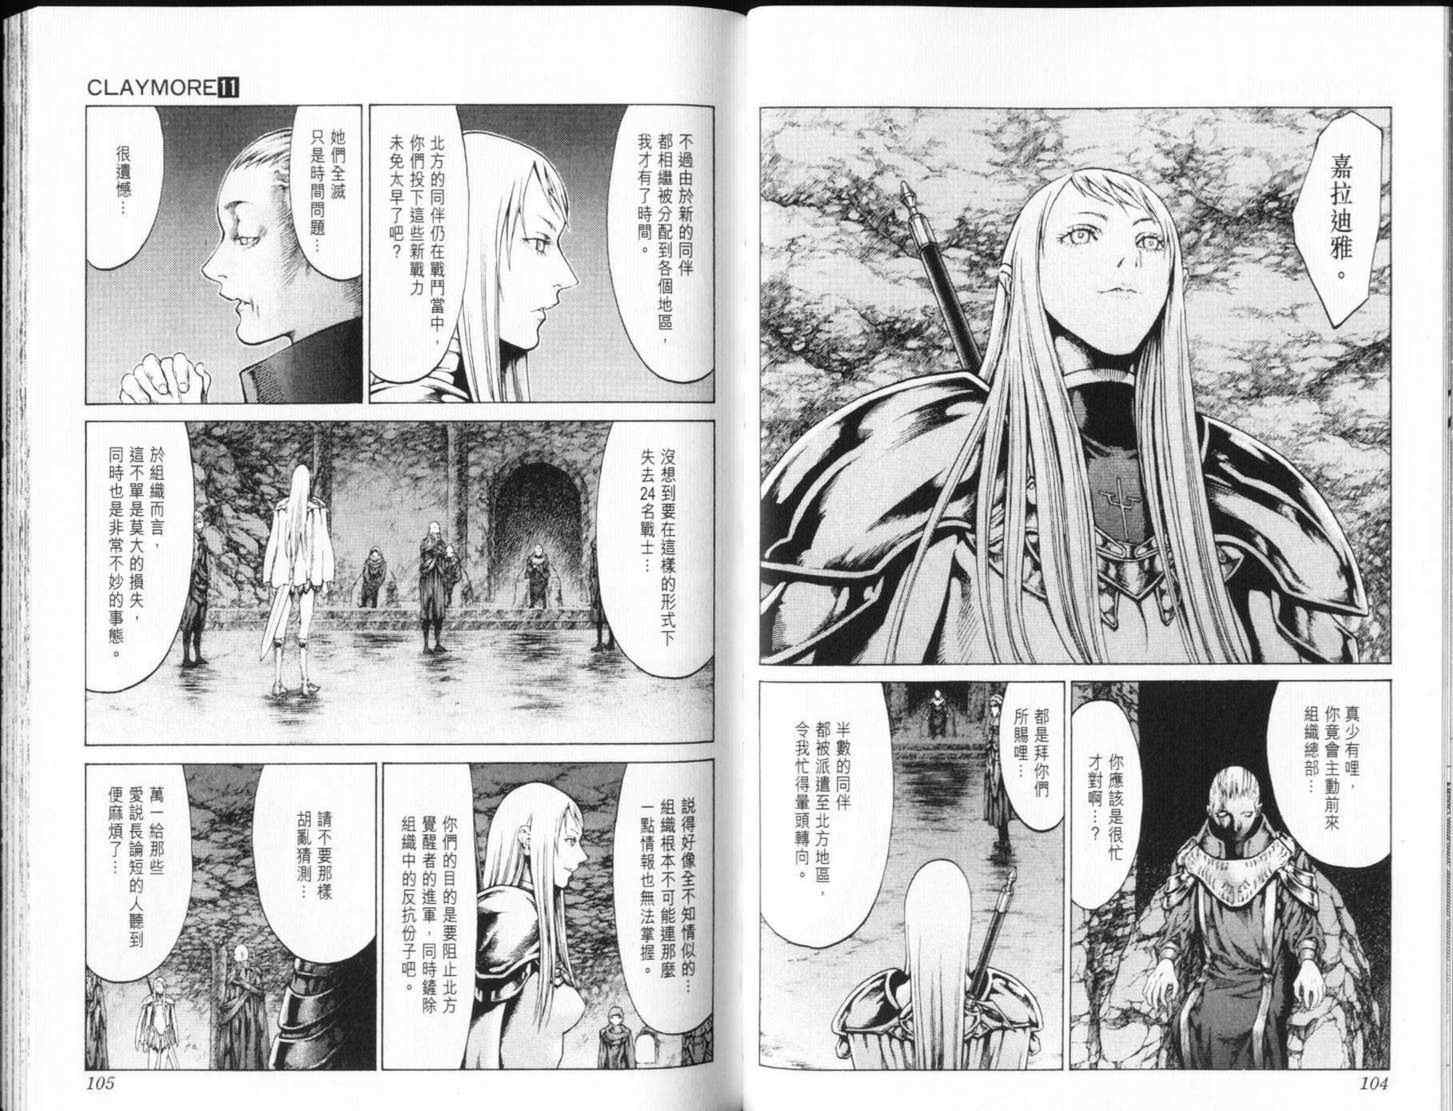 嘉拉迪雅。
真少有哩，
你竟會主動前來
組織總部…
你應該是很忙
才對啊…？
都是拜你們
所賜哩…
半數的同伴
都被派遣至北方地區，
令我忙得暈頭轉向。
104
CLAYMORE11
不過由於新的同伴
都相繼被分配到各個地區，
我才有了時間。
北方的同伴仍在戰鬥當中，
你們投下這些新戰力
未免太早了吧？
她們全滅
只是時間問題…
很遺憾…
沒想到要在這樣的形式下
失去24名戰士…
於組織而言，
這不單是莫大的損失，
同時也是非常不妙的事態。
説得好像全不知情似的…
組織根本不可能連那麼
一點情報也無法掌握。
你們的目的是要阻止北方
覺醒者的進軍，同時鏟除
組織中的反抗份子吧。
請不要那樣
胡亂猜測…
萬一給那些
愛説長論短的人聽到
便麻煩了…
105